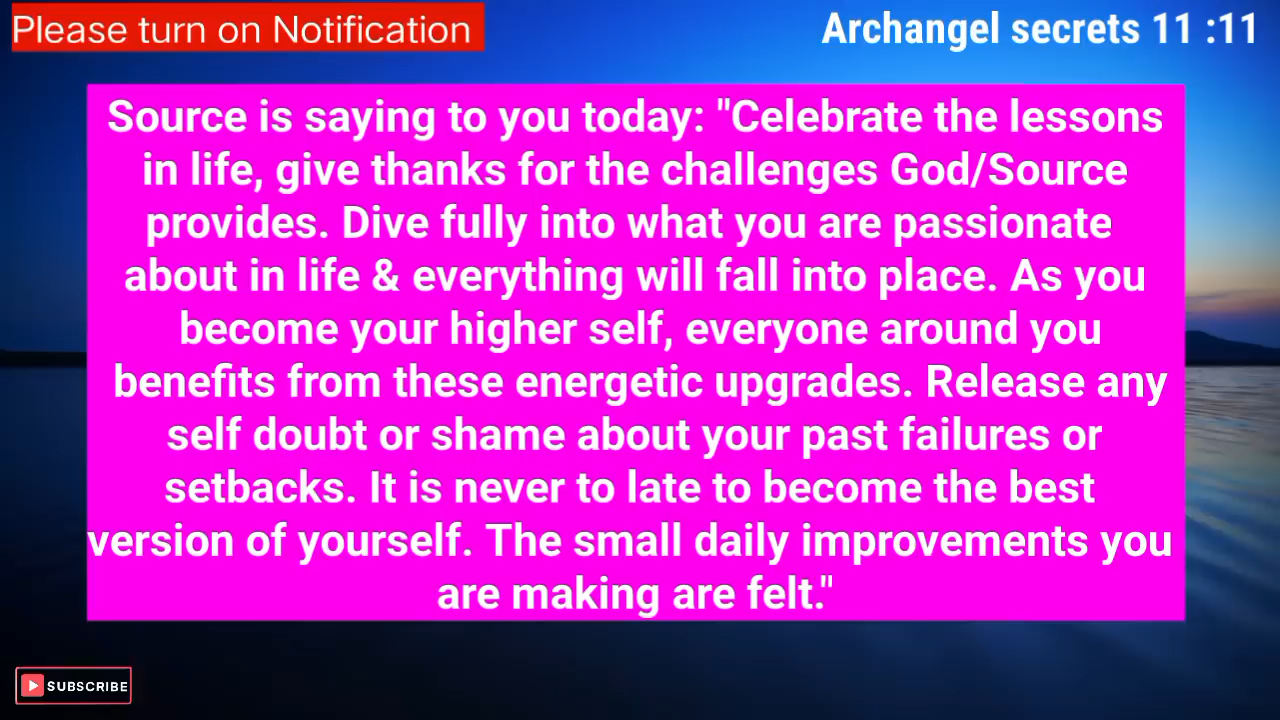 Please turn on Notification
Archangel secrets 11 :11
Source is saying to you today: "Celebrate the lessons
in life, give thanks for the challenges God/Source
provides. Dive fully into what you are passionate
about in life & everything will fall into place. As you
become your higher self, everyone around you
benefits from these energetic upgrades. Release any
self doubt or shame about your past failures or
setbacks. It is never to late to become the best
version of yourself. The small daily improvements you
are making are felt."
SUBSCRIBE